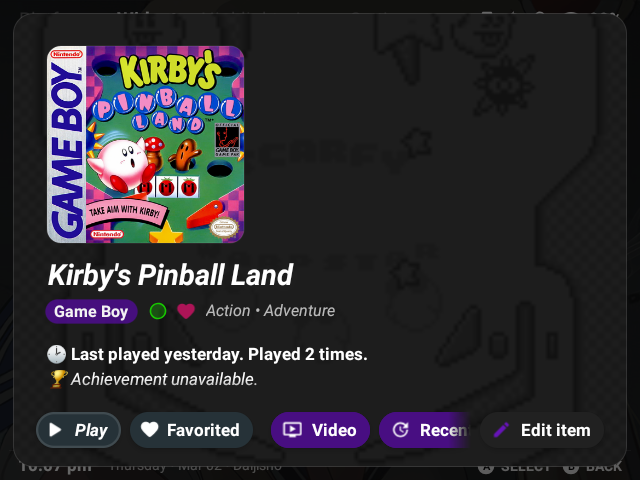 Nintendo
GAME BOY
KIRBY'S
PINBALL
LAND
TAKE AIM WITH KIRBY!
Nintendo
Kirby's Pinball Land
Game Boy
Action • Adventure
Last played yesterday. Played 2 times.
Achievement unavailable.
Play
Favorited
Video
Recen
Edit item
10:07 pm Thursday Mar 02 Daijisho
SELECT
BACK